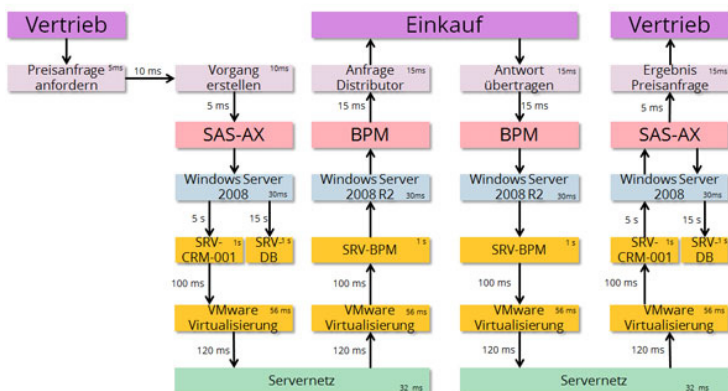 Vertrieb
Einkauf
Vertrieb
Preisanfrage 5ms
anfordern
10 ms
Vorgang 10ms
erstellen
Anfrage 15ms
Distributor
Antwort 15ms
übertragen
Ergebnis 15ms
Preisanfrage
5 ms
15 ms
15 ms
5 ms
SAS-AX
BPM
BPM
SAS-AX
Windows Server
2008 30ms
Windows Server
2008 R2 30ms
Windows Server
2008 R2 30ms
Windows Server
2008 30ms
5 s
15 s
5 s
15 s
SRV- 1s
CRM-001
SRV- 1 s
DB
SRV-BPM 1 s
SRV-BPM 1 s
SRV- 1s
CRM-001
SRV- 1 s
DB
100 ms
100 ms
100 ms
100 ms
VMware 56 ms
Virtualisierung
VMware 56 ms
Virtualisierung
VMware 56 ms
Virtualisierung
VMware 56 ms
Virtualisierung
120 ms
120 ms
120 ms
120 ms
Servernetz 32 ms
Servernetz 32 ms